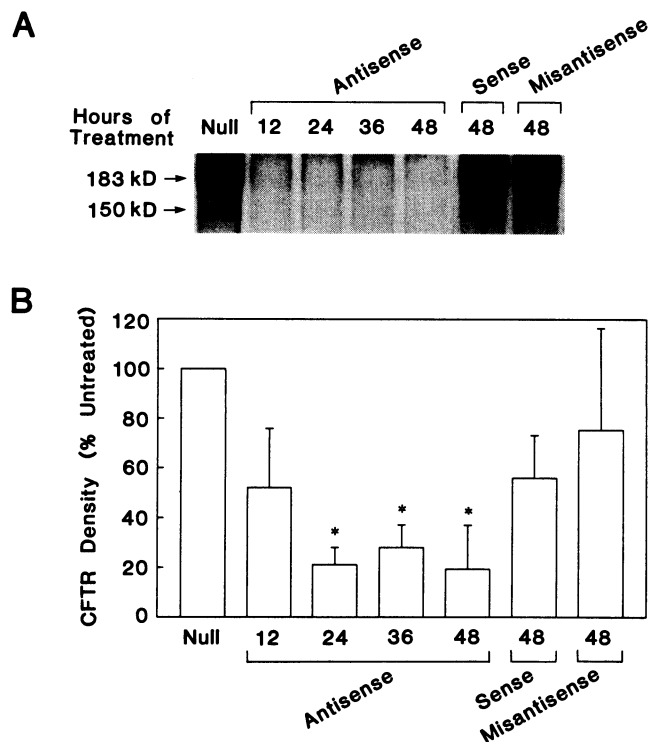 A
Antisense
Sense
Misantisense
Hours of
Treatment
Null 12 24 36 48 48 48
183 kD →
150 kD →
B
CFTR Density (% Untreated)
120
100
80
60
40
20
0
* * *
Null 12 24 36 48 48 48
Antisense
Sense
Misantisense